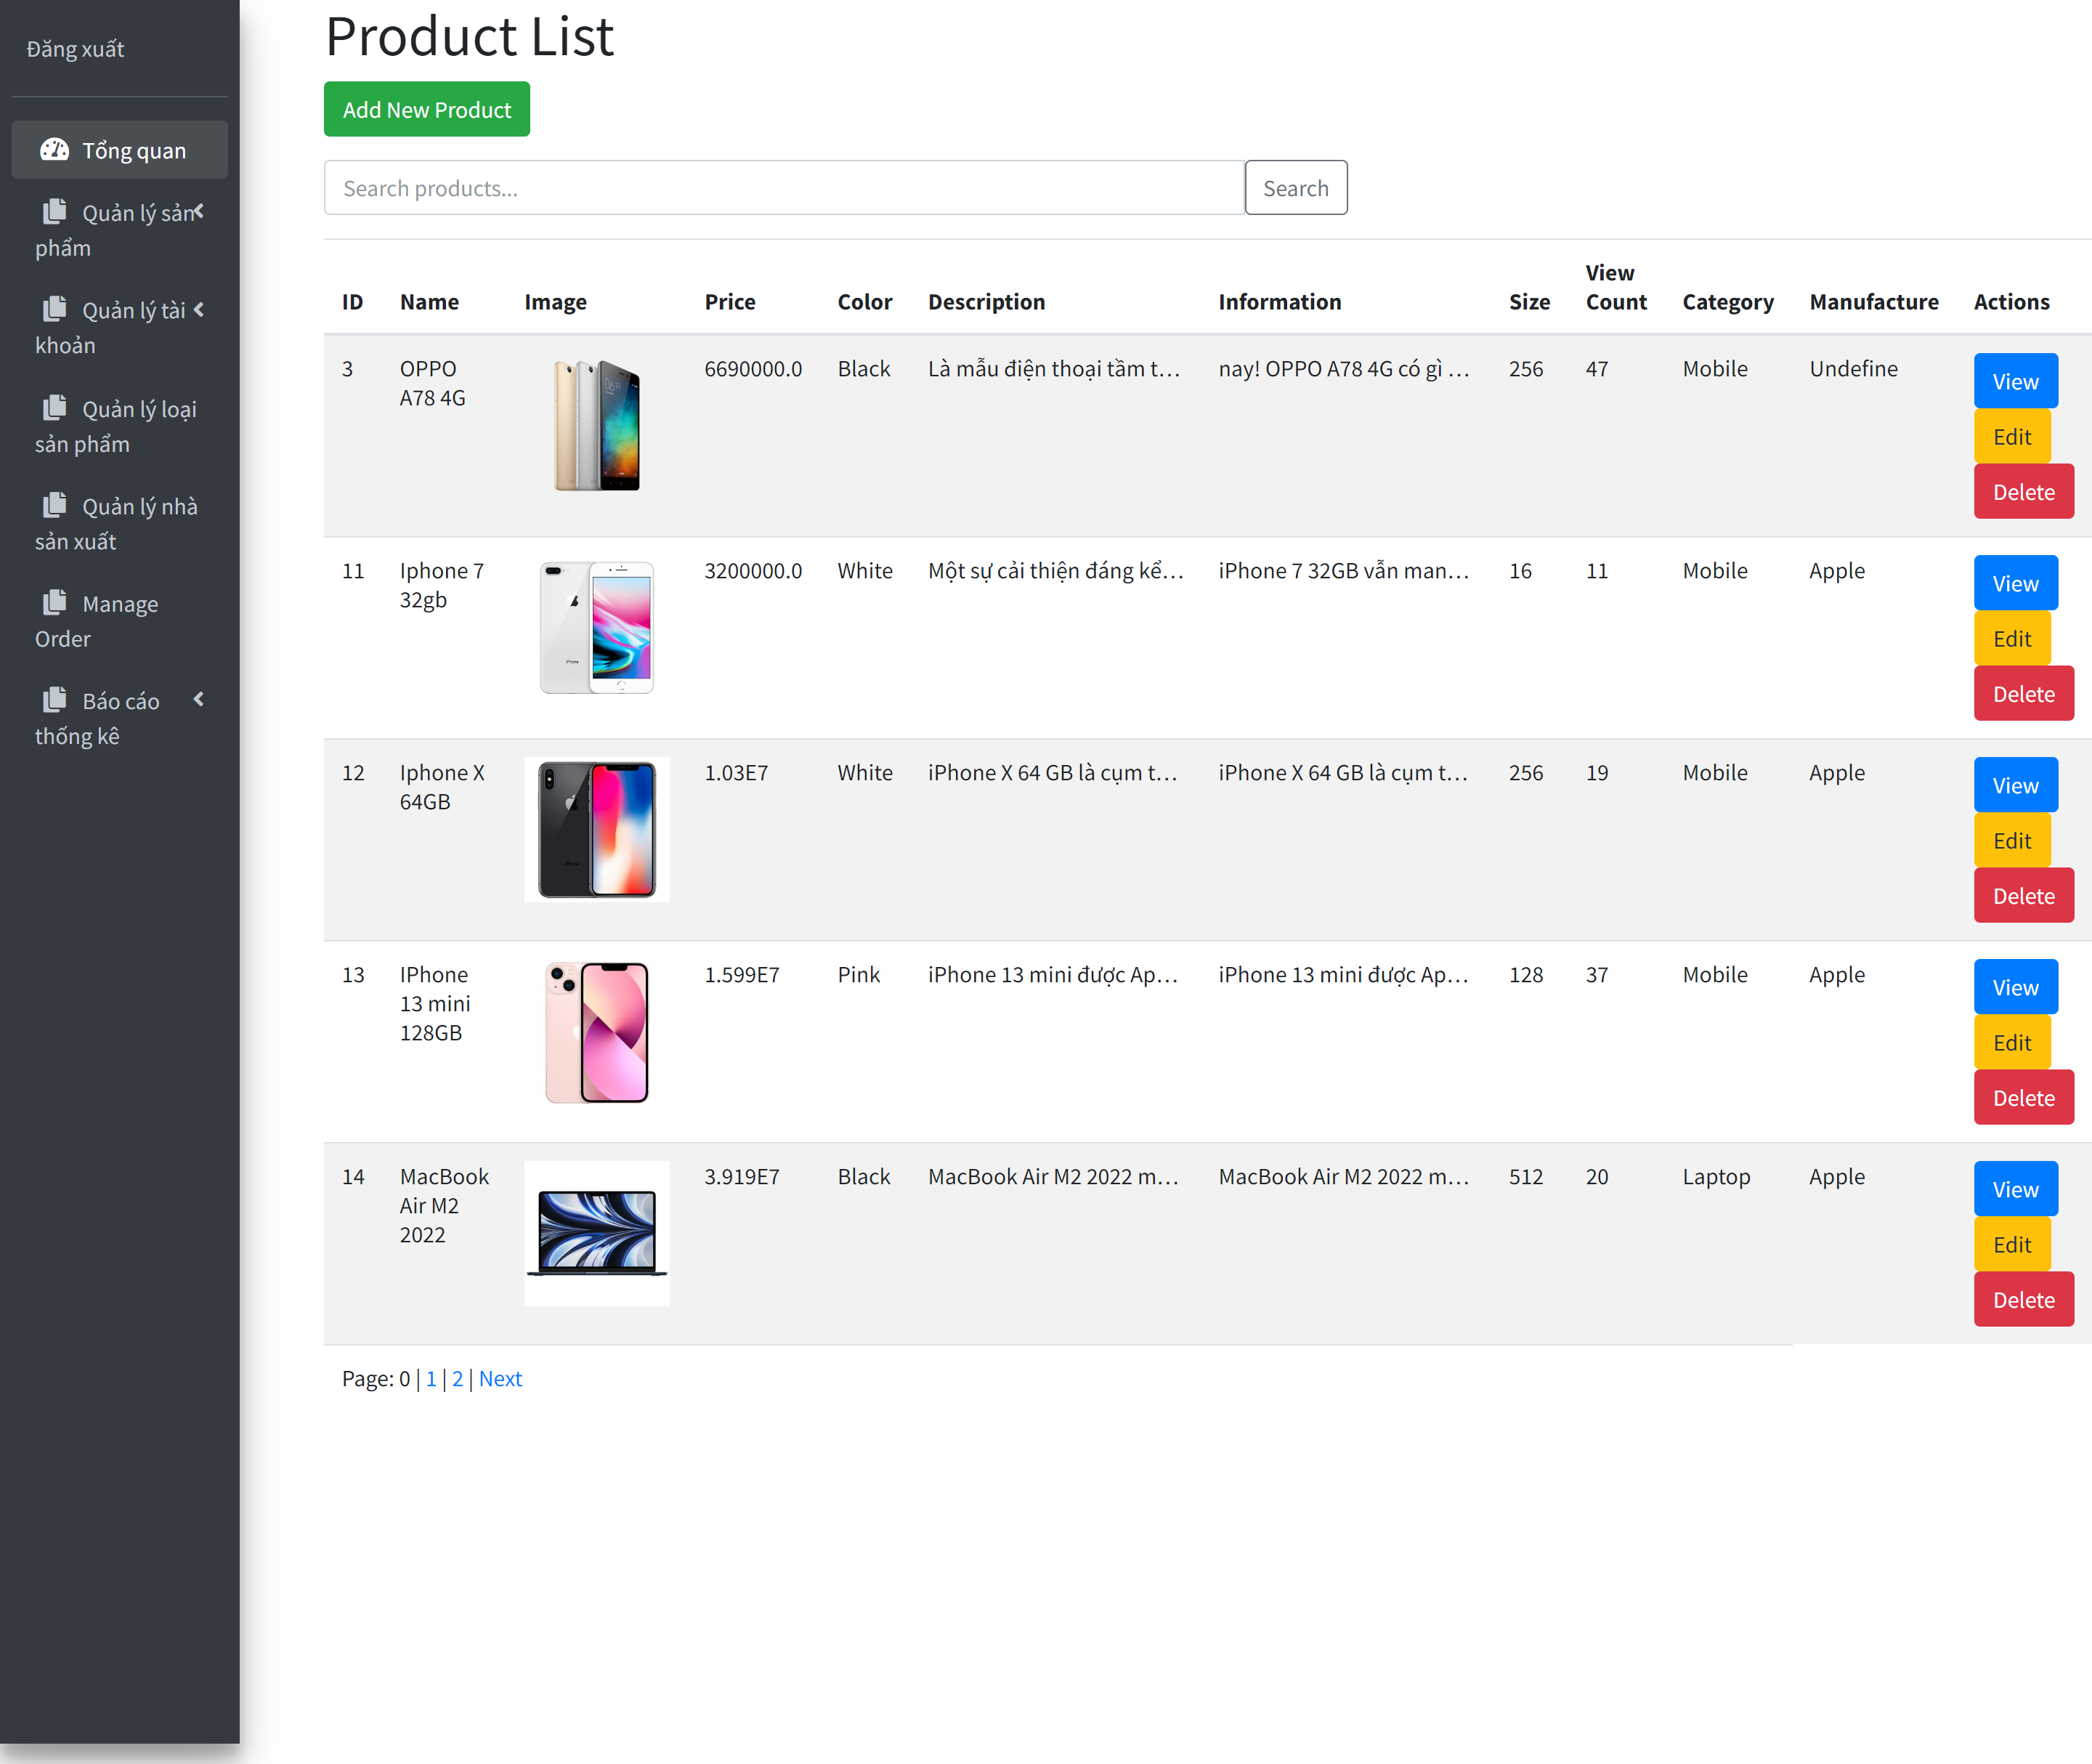 Đăng xuất
Tổng quan
Quản lý sản
phẩm
Quản lý tài
khoản
Quản lý loại
sản phẩm
Quản lý nhà
sản xuất
Manage
Order
Báo cáo
thống kê
Product List
Add New Product
Search products...
Search
ID Name Image Price Color Description Information Size View Count Category Manufacture Actions
3 OPPO A78 4G 6690000.0 Black Là mẫu điện thoại tầm t... nay! OPPO A78 4G có gì ... 256 47 Mobile Undefine
View
Edit
Delete
11 Iphone 7 32gb 3200000.0 White Một sự cải thiện đáng kể... iPhone 7 32GB vẫn man... 16 11 Mobile Apple
View
Edit
Delete
12 Iphone X 64GB 1.03E7 White iPhone X 64 GB là cụm t... iPhone X 64 GB là cụm t... 256 19 Mobile Apple
View
Edit
Delete
13 IPhone 13 mini 128GB 1.599E7 Pink iPhone 13 mini được Ap... iPhone 13 mini được Ap... 128 37 Mobile Apple
View
Edit
Delete
14 MacBook Air M2 2022 3.919E7 Black MacBook Air M2 2022 m... MacBook Air M2 2022 m... 512 20 Laptop Apple
View
Edit
Delete
Page: 0 | 1 | 2 | Next